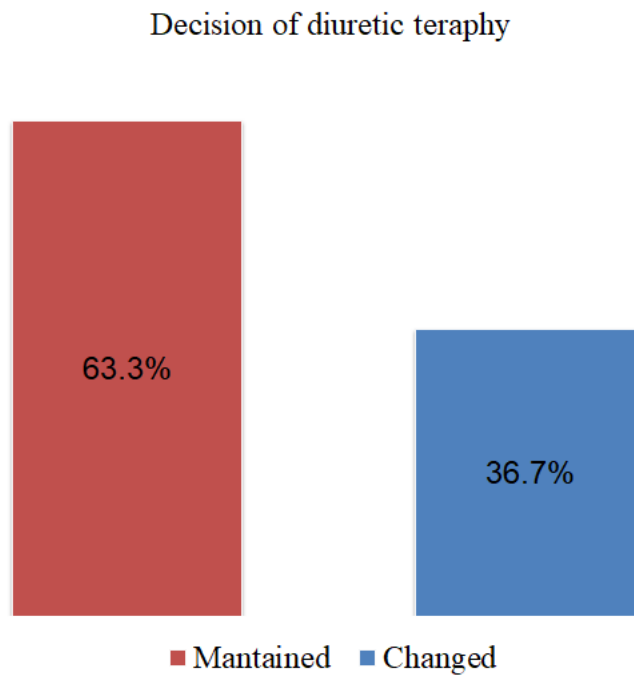 Decision of diuretic teraphy
63.3%
36.7%
Mantained Changed